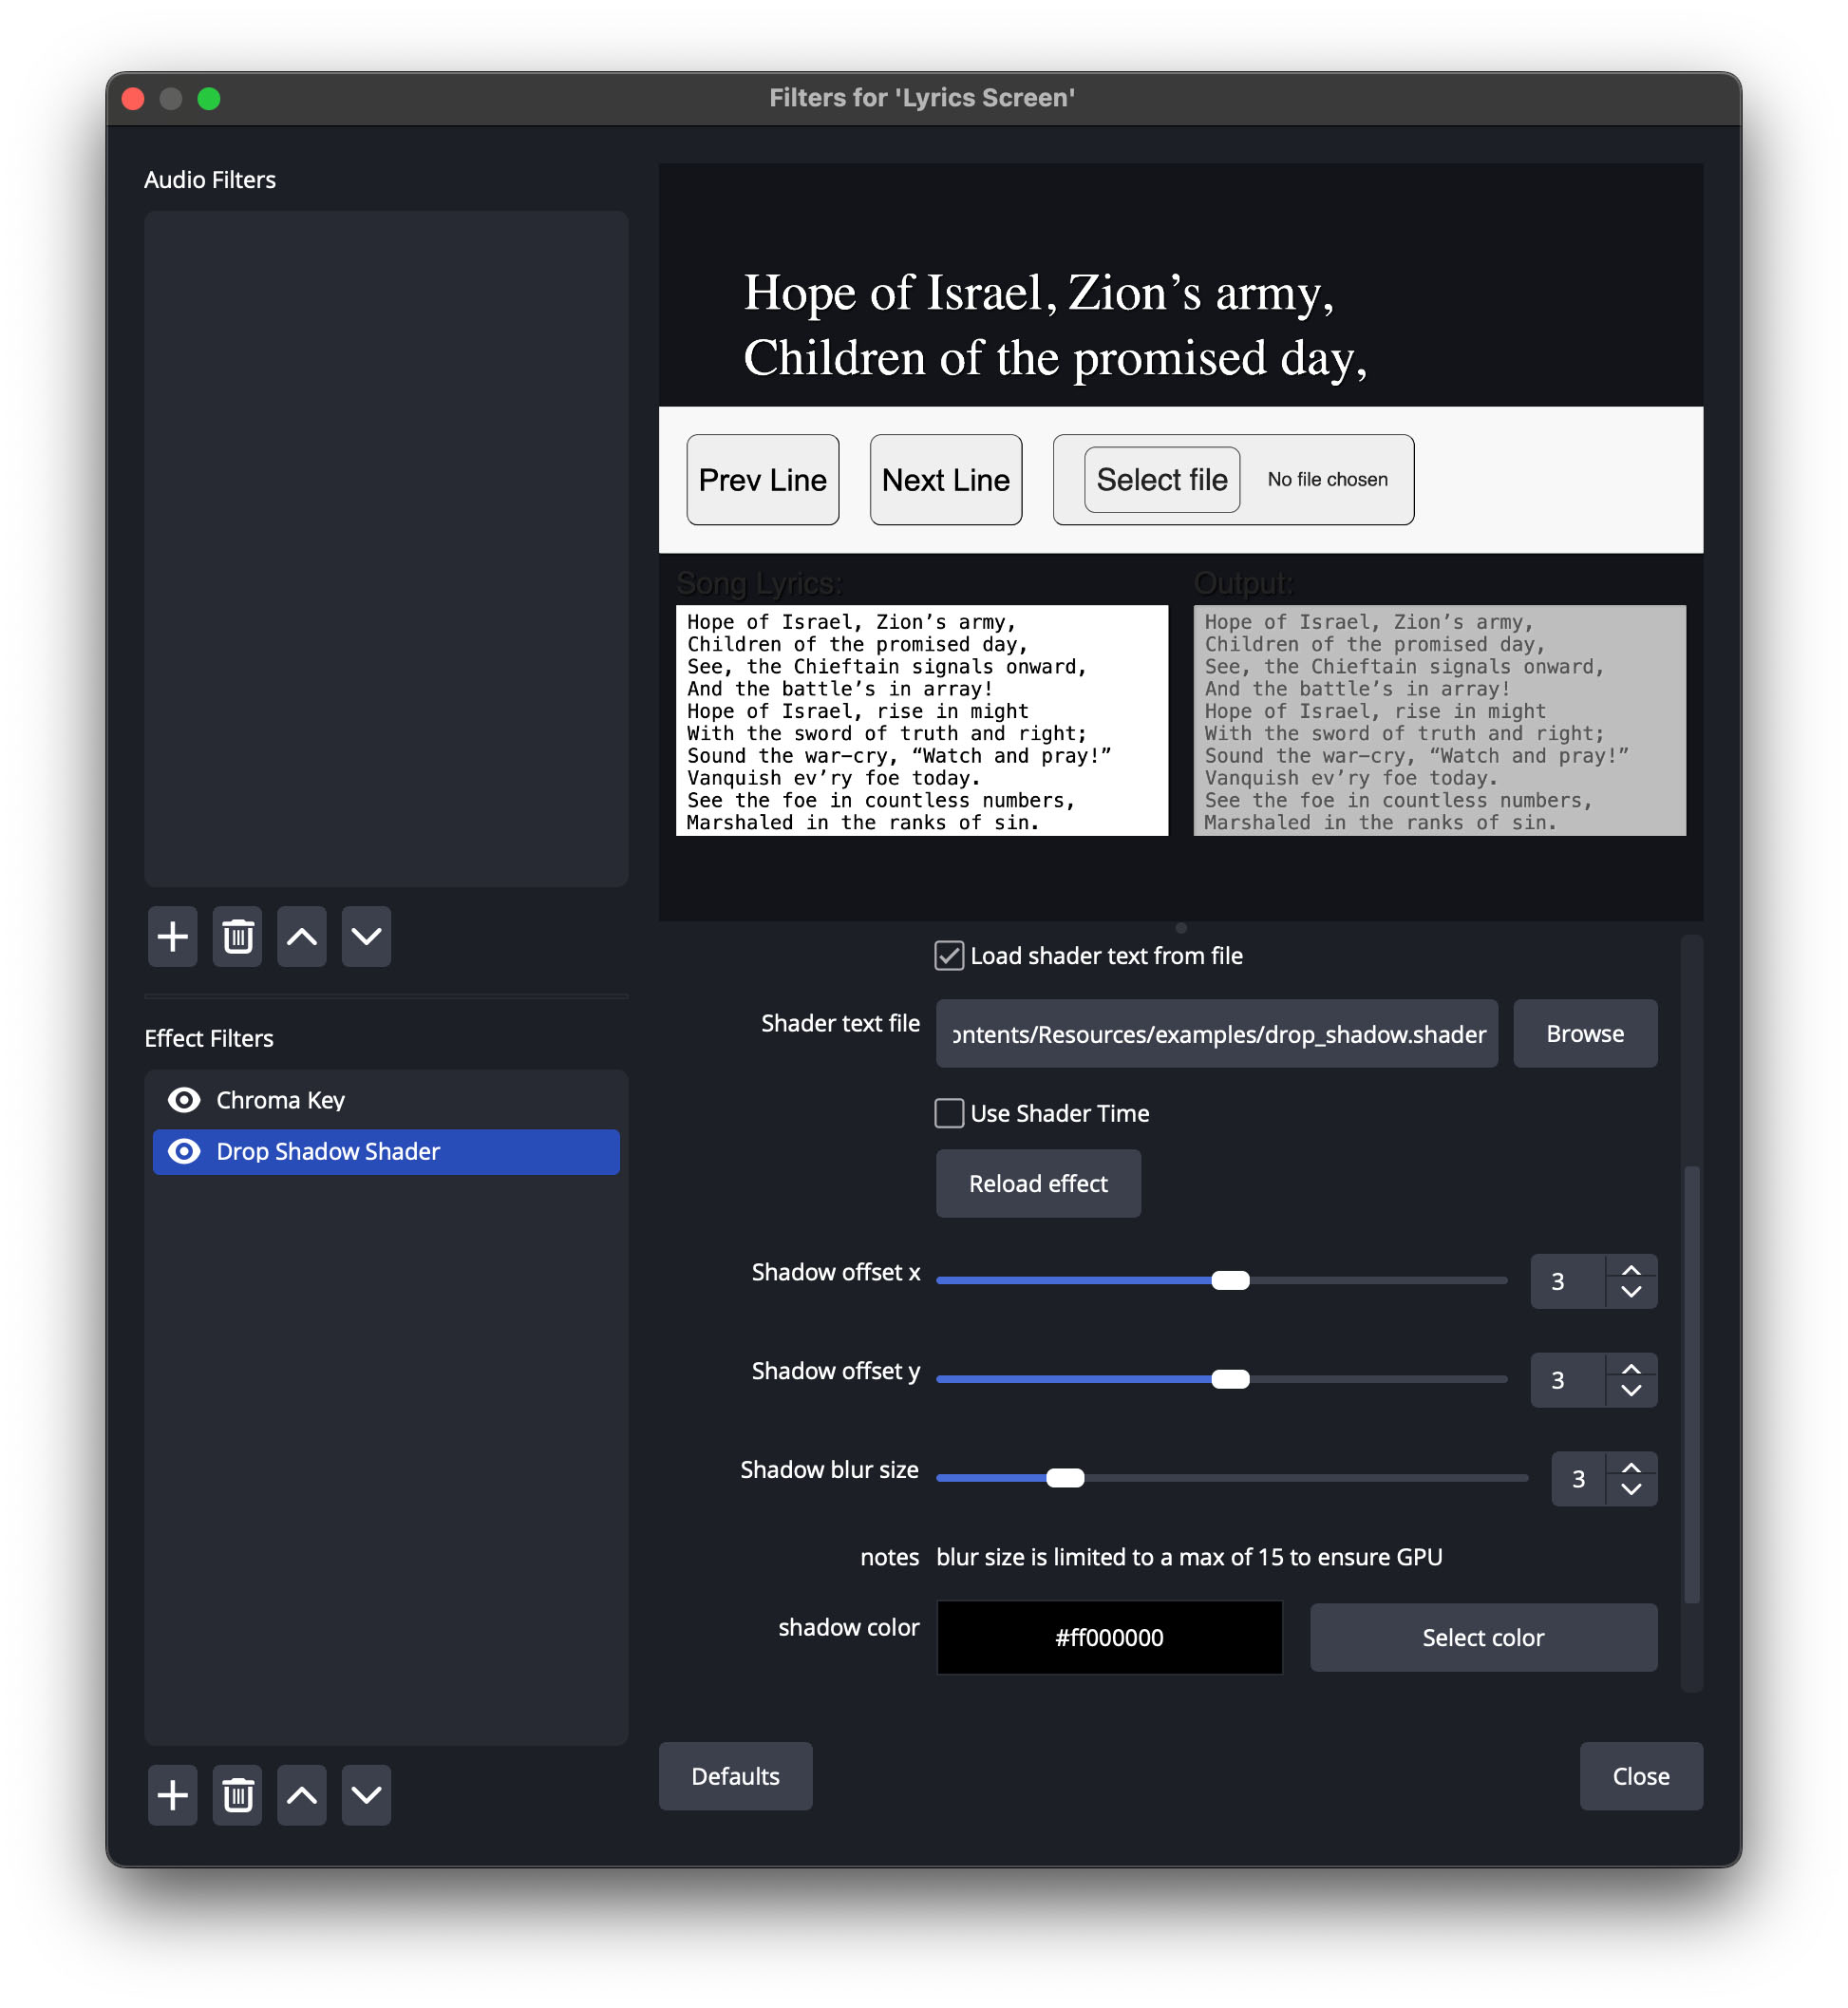 Filters for 'Lyrics Screen'
Audio Filters
Effect Filters
Chroma Key
Drop Shadow Shader
Hope of Israel, Zion’s army,
Children of the promised day,
Prev Line
Next Line
Select file
No file chosen
Song Lyrics:
Hope of Israel, Zion’s army,
Children of the promised day,
See, the Chieftain signals onward,
And the battle’s in array!
Hope of Israel, rise in might
With the sword of truth and right;
Sound the war–cry, “Watch and pray!”
Vanquish ev’ry foe today.
See the foe in countless numbers,
Marshaled in the ranks of sin.
Output:
Hope of Israel, Zion’s army,
Children of the promised day,
See, the Chieftain signals onward,
And the battle’s in array!
Hope of Israel, rise in might
With the sword of truth and right;
Sound the war–cry, “Watch and pray!”
Vanquish ev’ry foe today.
See the foe in countless numbers,
Marshaled in the ranks of sin.
Load shader text from file
Shader text file
ontents/Resources/examples/drop_shadow.shader
Browse
Use Shader Time
Reload effect
Shadow offset x
3
Shadow offset y
3
Shadow blur size
3
notes
blur size is limited to a max of 15 to ensure GPU
shadow color
#ff000000
Select color
Defaults
Close